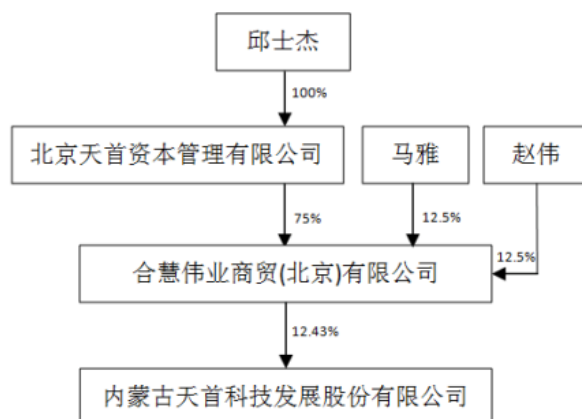 邱士杰
100%
北京天首资本管理有限公司
马雅
赵伟
75%
12.5%
12.5%
合慧伟业商贸(北京)有限公司
12.43%
内蒙古天首科技发展股份有限公司